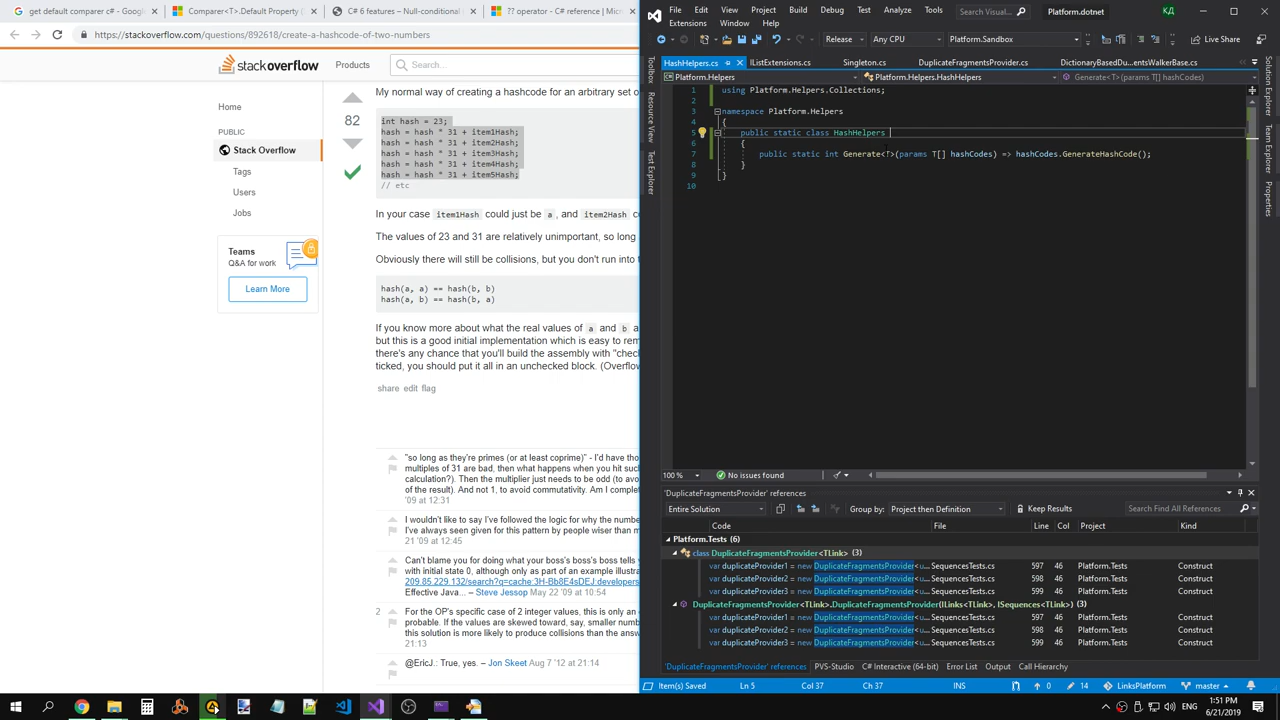 get default comparer c# - Goog
Comparer<T>.Default Property (S
C# 6 features – Null-conditional
?? operator - C# reference | Micr
https://stackoverflow.com/questions/892618/create-a-hashcode-of-two-numbers
stack overflow
Products
Search...
Home
PUBLIC
Stack Overflow
Tags
Users
Jobs
Teams
Q&A for work
Learn More
82
My normal way of creating a hashcode for an arbitrary set o
int hash = 23;
hash = hash * 31 + item1Hash;
hash = hash * 31 + item2Hash;
hash = hash * 31 + item3Hash;
hash = hash * 31 + item4Hash;
hash = hash * 31 + item5Hash;
// etc
In your case item1Hash could just be a, and item2Hash co
The values of 23 and 31 are relatively unimportant, so long
Obviously there will still be collisions, but you don't run into t
hash(a, a) == hash(b, b)
hash(a, b) == hash(b, a)
If you know more about what the real values of a and b a
but this is a good initial implementation which is easy to rem
there's any chance that you'll build the assembly with "chec
ticked, you should put it all in an unchecked block. (Overflow
share edit flag
"so long as they're primes (or at least coprime)" - I'd have tho
multiples of 31 are bad, then what happens when you hit suc
calculation?). Then the multiplier just needs to be odd (to avo
of the result). And not 1, to avoid commutativity. Am I complet
'09 at 12:31
I wouldn't like to say I've followed the logic for why the numbe
I've always seen given for this pattern by people wiser than m
21 '09 at 12:45
Can't blame you for doing what your boss's boss's boss tells y
with initial state 0, although only as part of an example illustra
209.85.229.132/search?q=cache:3H-Bb8E4sDEJ:developers
Effective Java... – Steve Jessop May 22 '09 at 10:54
2
For the OP's specific case of 2 integer values, this is only an o
probable. If the values are skewed toward, say, smaller numbe
this solution is more likely to produce collisions than the answ
21:13
@EricJ.: True, yes. – Jon Skeet Aug 7 '12 at 21:14
File Edit View Project Build Debug Team Tools Test Analyze
Search Visual...
Platform.dotnet
КД
Extensions Window Help
Release
Any CPU
Platform.Sandbox
Live Share
HashHelpers.cs
IListExtensions.cs
Singleton.cs
DuplicateFragmentsProvider.cs
DictionaryBasedDu...entsWalkerBase.cs
Platform.Helpers
Platform.Helpers.HashHelpers
Generate<T>(params T[] hashCodes)
Toolbox
Resource View
Test Explorer
Solution Explorer
Team Explorer
Properties
1 using Platform.Helpers.Collections;
2
3 namespace Platform.Helpers
4 {
5 public static class HashHelpers
6 {
7 public static int Generate<T>(params T[] hashCodes) => hashCodes.GenerateHashCode();
8 }
9 }
10
100 %
No issues found
'DuplicateFragmentsProvider' references
Entire Solution
Group by: Project then Definition
Keep Results
Search Find All References
Code File Line Col Project Kind
Platform.Tests (6)
class DuplicateFragmentsProvider<TLink> (3)
var duplicateProvider1 = new DuplicateFragmentsProvider<u... SequencesTests.cs 597 46 Platform.Tests Construct
var duplicateProvider2 = new DuplicateFragmentsProvider<u... SequencesTests.cs 598 46 Platform.Tests Construct
var duplicateProvider3 = new DuplicateFragmentsProvider<u... SequencesTests.cs 599 46 Platform.Tests Construct
DuplicateFragmentsProvider<TLink>.DuplicateFragmentsProvider(ILinks<TLink>, ISequences<TLink>) (3)
var duplicateProvider1 = new DuplicateFragmentsProvider<u... SequencesTests.cs 597 46 Platform.Tests Construct
var duplicateProvider2 = new DuplicateFragmentsProvider<u... SequencesTests.cs 598 46 Platform.Tests Construct
var duplicateProvider3 = new DuplicateFragmentsProvider<u... SequencesTests.cs 599 46 Platform.Tests Construct
'DuplicateFragmentsProvider' references
PVS-Studio
C# Interactive (64-bit)
Error List
Output
Call Hierarchy
Item(s) Saved
Ln 5
Col 37
Ch 37
INS
0
14
LinksPlatform
master
ENG
1:51 PM
6/21/2019